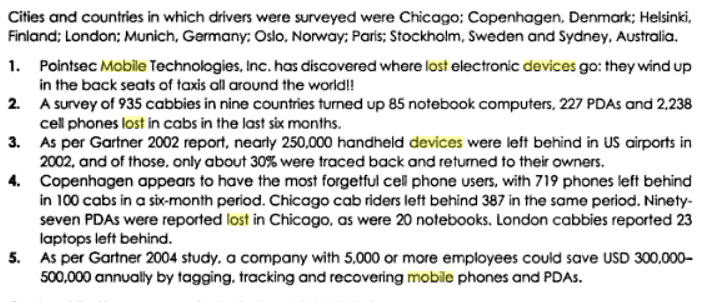 Cities and countries in which drivers were surveyed were Chicago; Copenhagen, Denmark; Helsinki,
Finland; London; Munich, Germany; Oslo, Norway; Paris; Stockholm, Sweden and Sydney, Australia.
1. Pointsec Mobile Technologies, Inc. has discovered where lost electronic devices go: they wind up
in the back seats of taxis all around the world!!
2. A survey of 935 cabbies in nine countries turned up 85 notebook computers, 227 PDAs and 2,238
cell phones lost in cabs in the last six months.
3. As per Gartner 2002 report, nearly 250,000 handheld devices were left behind in US airports in
2002, and of those, only about 30% were traced back and returned to their owners.
4. Copenhagen appears to have the most forgetful cell phone users, with 719 phones left behind
in 100 cabs in a six-month period. Chicago cab riders left behind 387 in the same period. Ninety-
seven PDAs were reported lost in Chicago, as were 20 notebooks. London cabbies reported 23
laptops left behind.
5. As per Gartner 2004 study, a company with 5,000 or more employees could save USD 300,000–
500,000 annually by tagging, tracking and recovering mobile phones and PDAs.